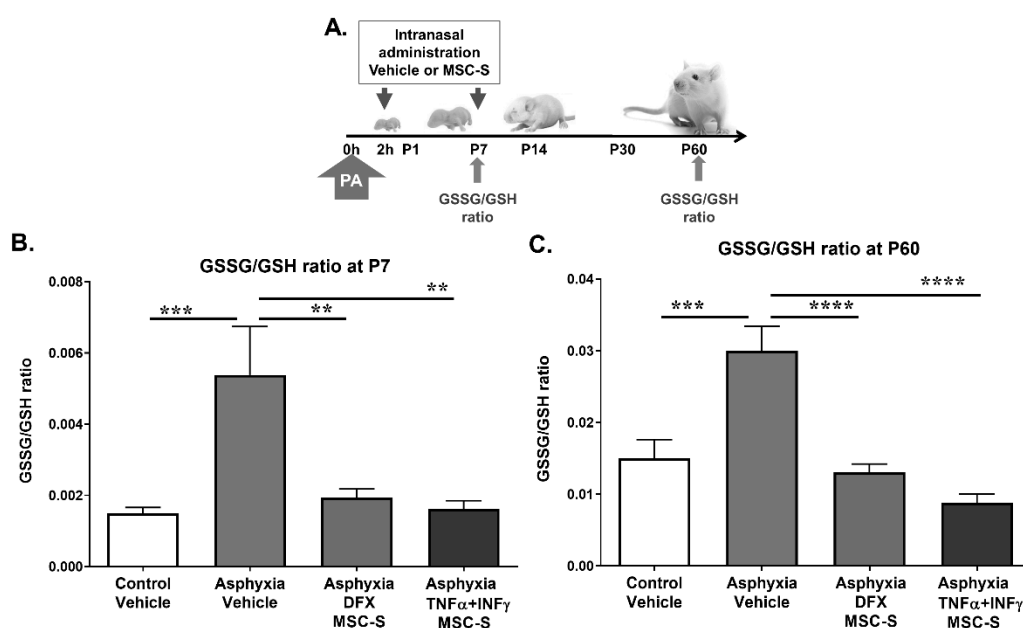 A.
Intranasal
administration
Vehicle or MSC-S
0h 2h P1 P7 P14 P30 P60
PA
GSSG/GSH
ratio
GSSG/GSH
ratio
B.
GSSG/GSH ratio at P7
GSSG/GSH ratio
0.008
0.006
0.004
0.002
0.000
***
**
**
Control
Vehicle
Asphyxia
Vehicle
Asphyxia
DFX
MSC-S
Asphyxia
TNFα+INFγ
MSC-S
C.
GSSG/GSH ratio at P60
GSSG/GSH ratio
0.04
0.03
0.02
0.01
0.00
***
****
****
Control
Vehicle
Asphyxia
Vehicle
Asphyxia
DFX
MSC-S
Asphyxia
TNFα+INFγ
MSC-S